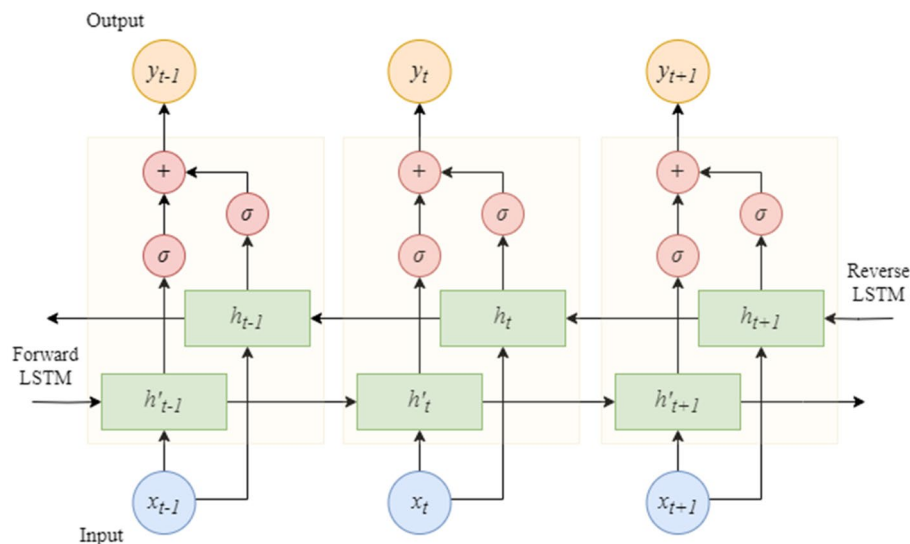 Output
y_{t-1} y_t y_{t+1}
+ + +
σ σ σ
σ σ σ
Reverse
LSTM
h_{t-1} h_t h_{t+1}
Forward
LSTM
h'_{t-1} h'_t h'_{t+1}
x_{t-1} x_t x_{t+1}
Input